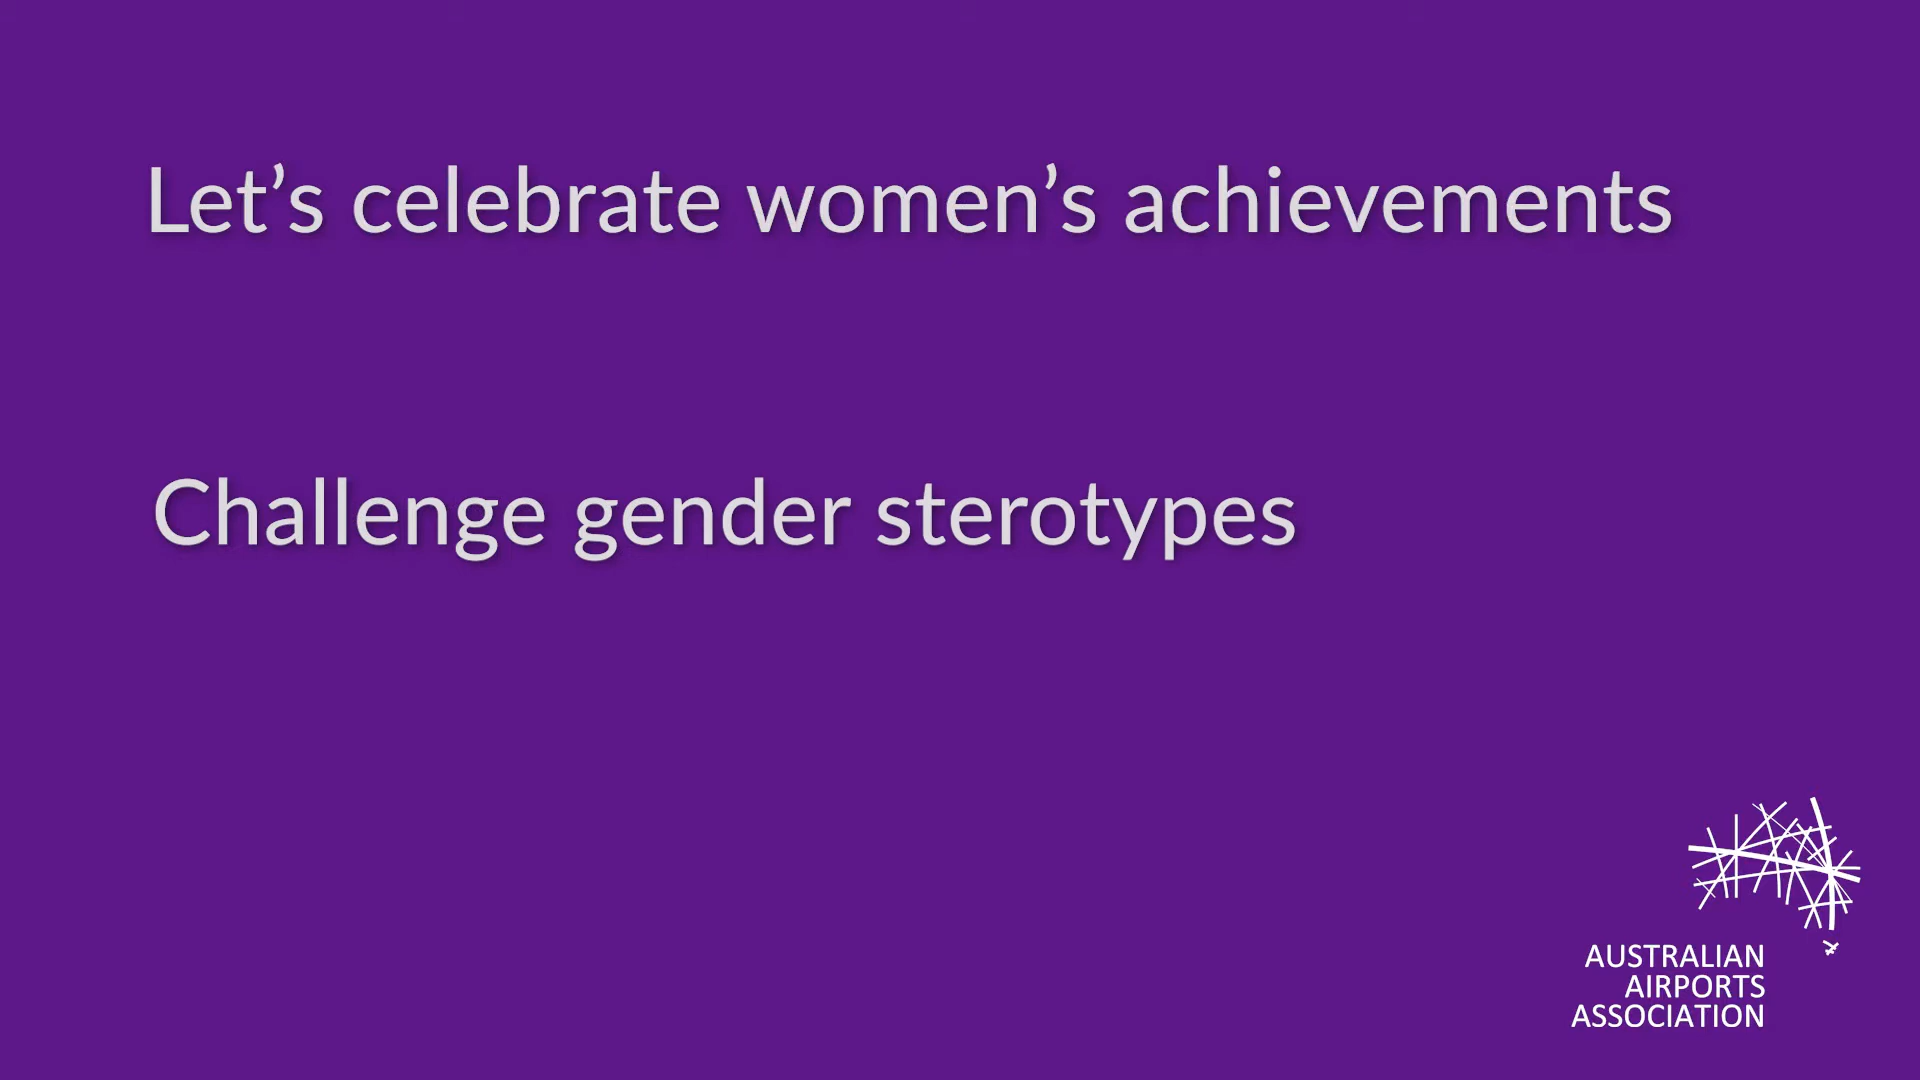 Let’s celebrate women’s achievements
Challenge gender sterotypes
AUSTRALIAN
AIRPORTS
ASSOCIATION